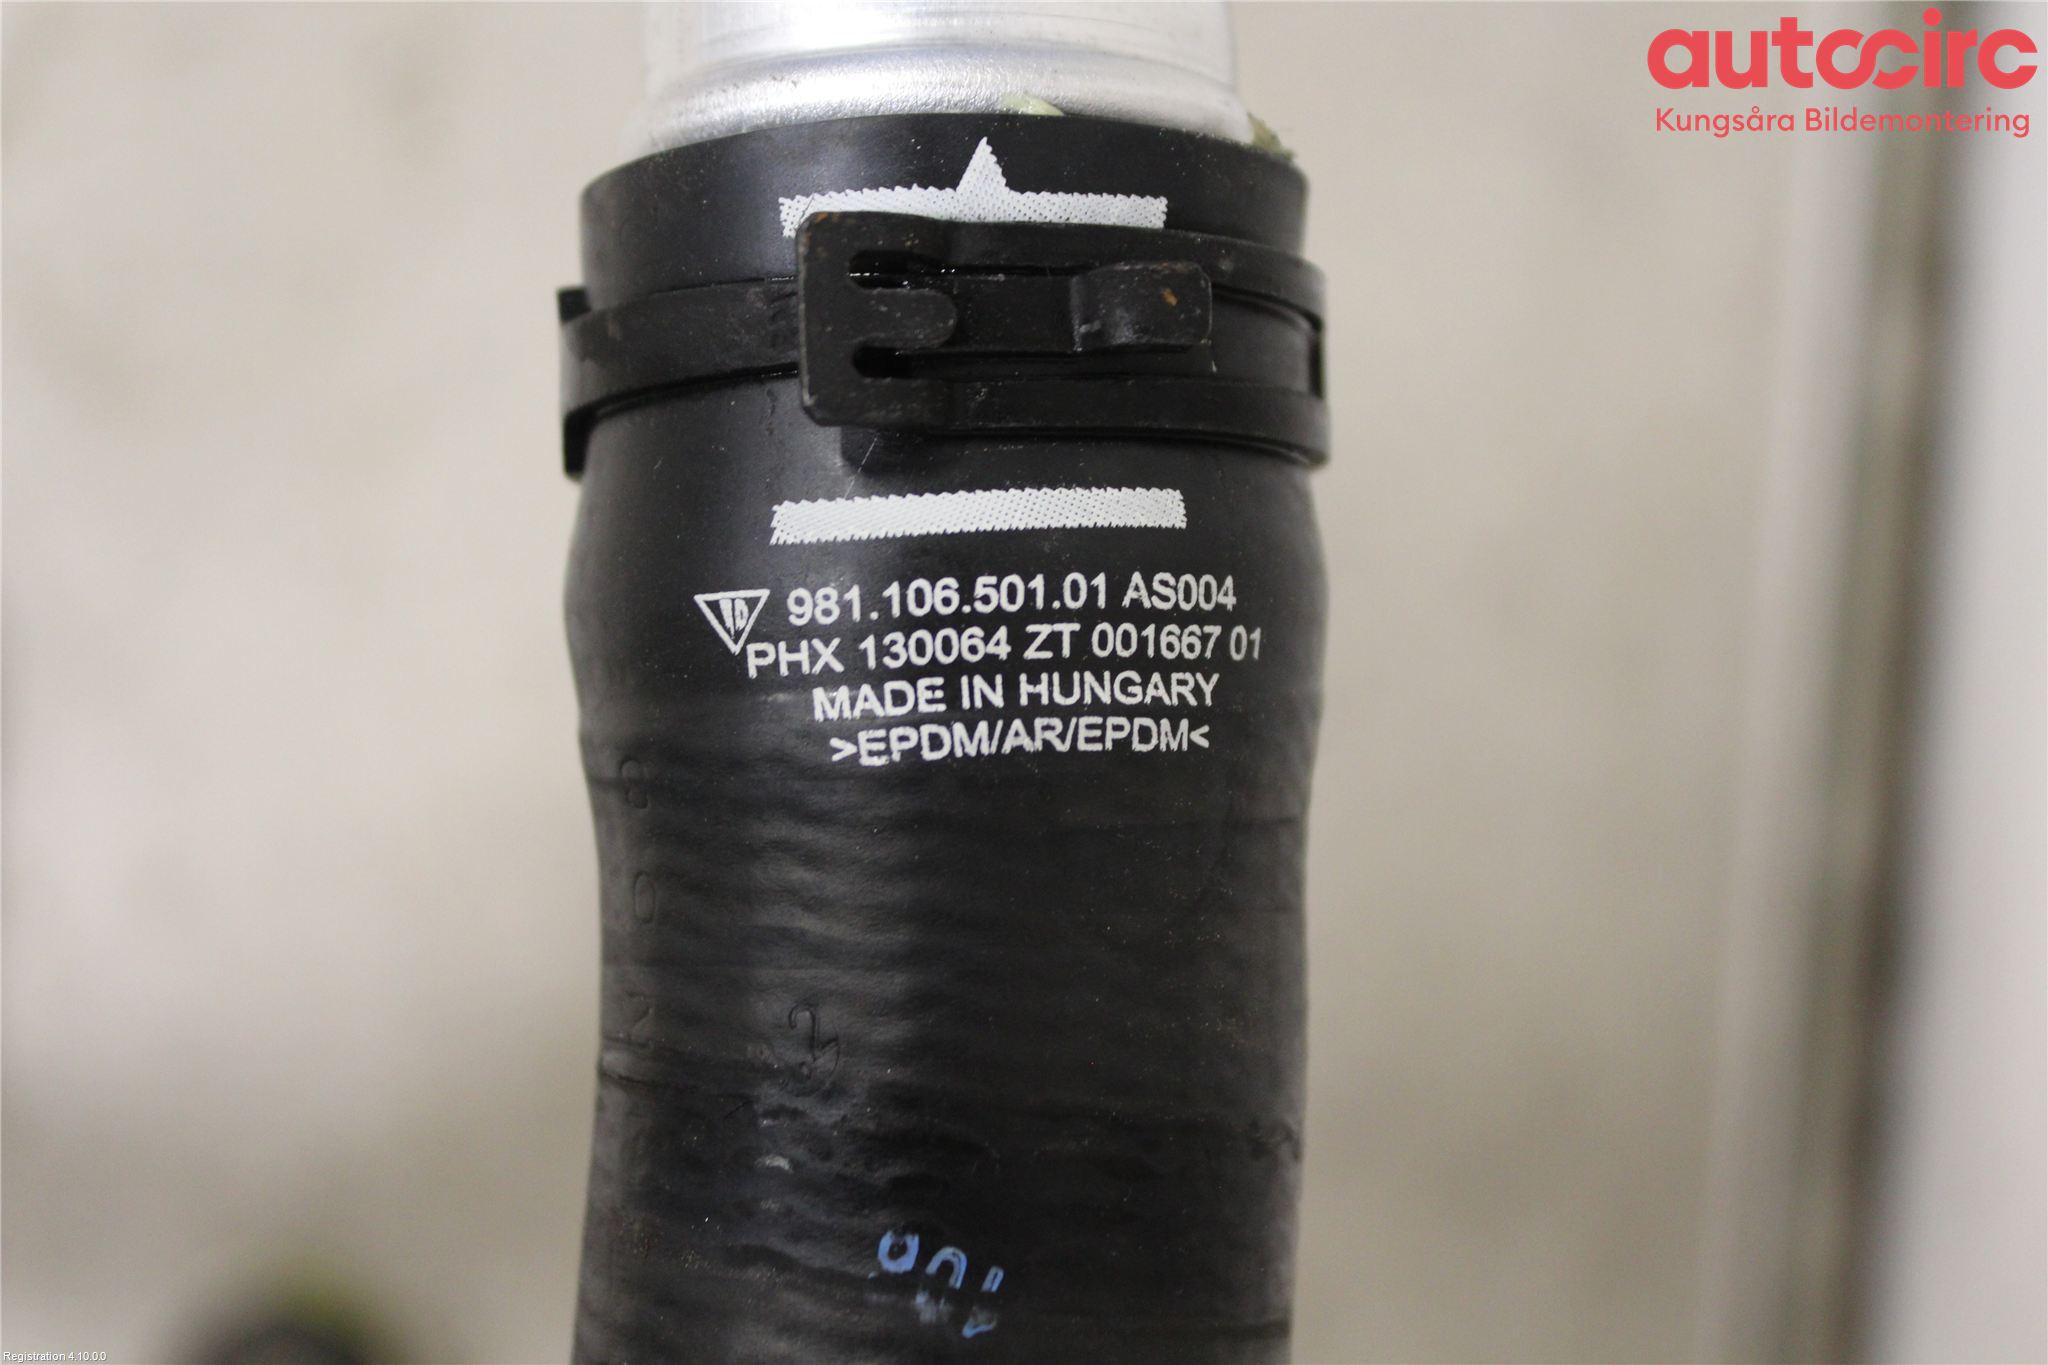 autocirc
Kungsåra Bildemontering
981.106.501.01 AS004
PHX 130064 ZT 001667 01
MADE IN HUNGARY
>EPDM/AR/EPDM<
Registration 4.10.0.0